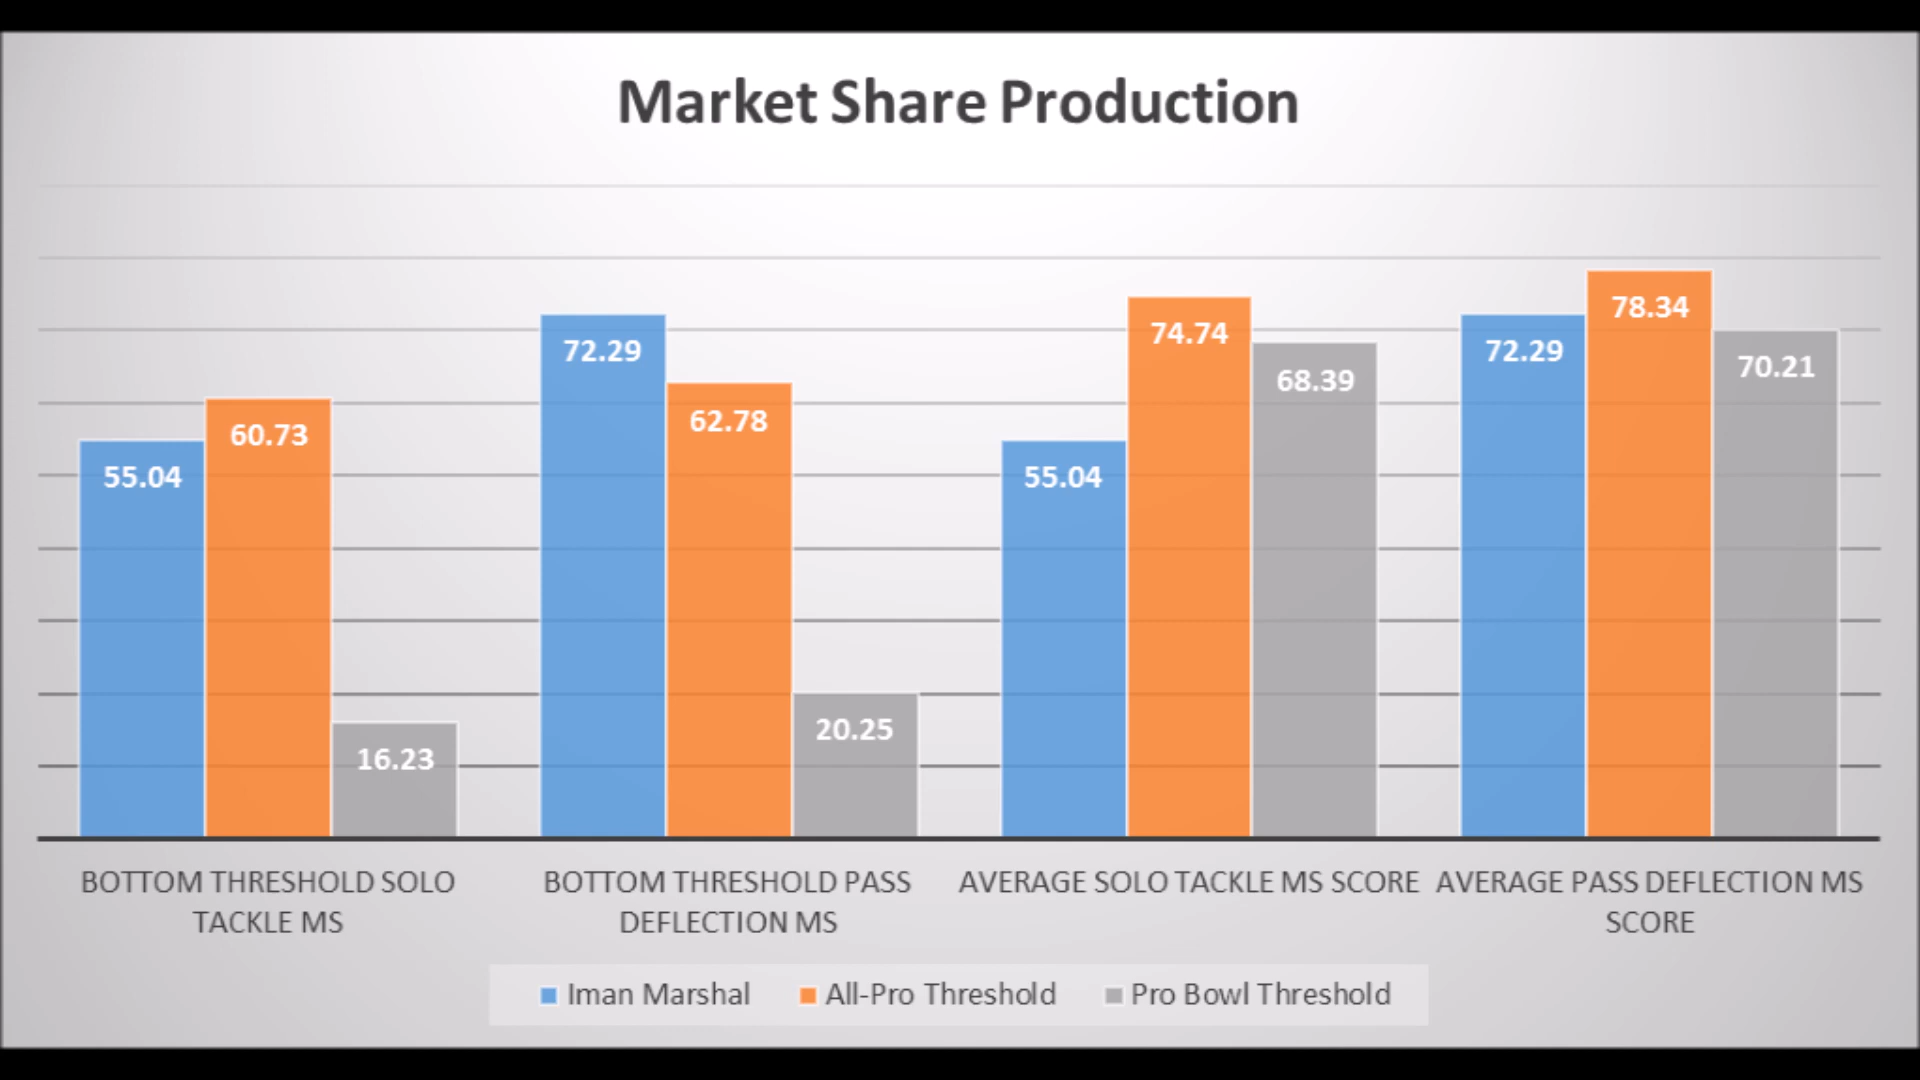 Market Share Production
55.04
60.73
16.23
72.29
62.78
20.25
55.04
74.74
68.39
72.29
78.34
70.21
BOTTOM THRESHOLD SOLO
TACKLE MS
BOTTOM THRESHOLD PASS
DEFLECTION MS
AVERAGE SOLO TACKLE MS SCORE
AVERAGE PASS DEFLECTION MS
SCORE
Iman Marshal
All-Pro Threshold
Pro Bowl Threshold